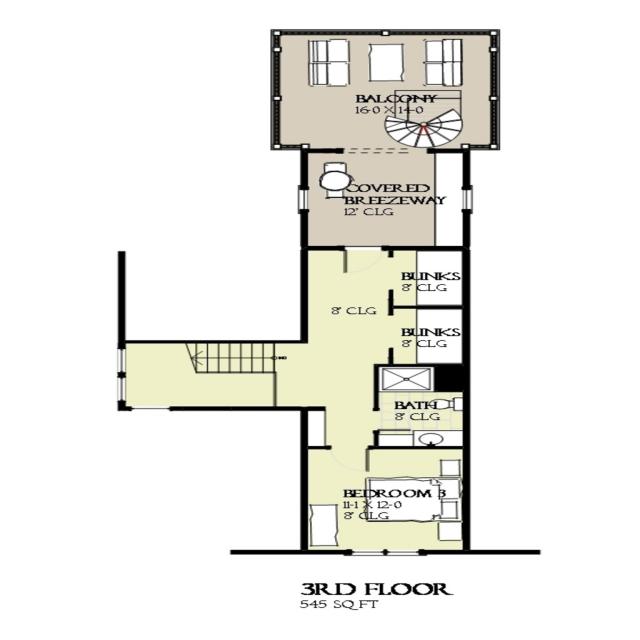 BALCONY
16-0 X 14-0
COVERED
BREEZEWAY
12' CLG
BUNKS
8' CLG
8' CLG
BUNKS
8' CLG
BATH
8' CLG
BEDROOM 3
11-1 X 12-0
8' CLG
3RD FLOOR
545 SQ FT